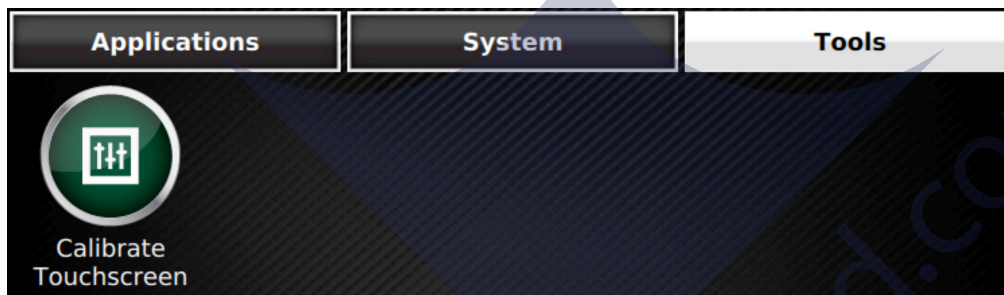 Applications
System
Tools
Calibrate
Touchscreen